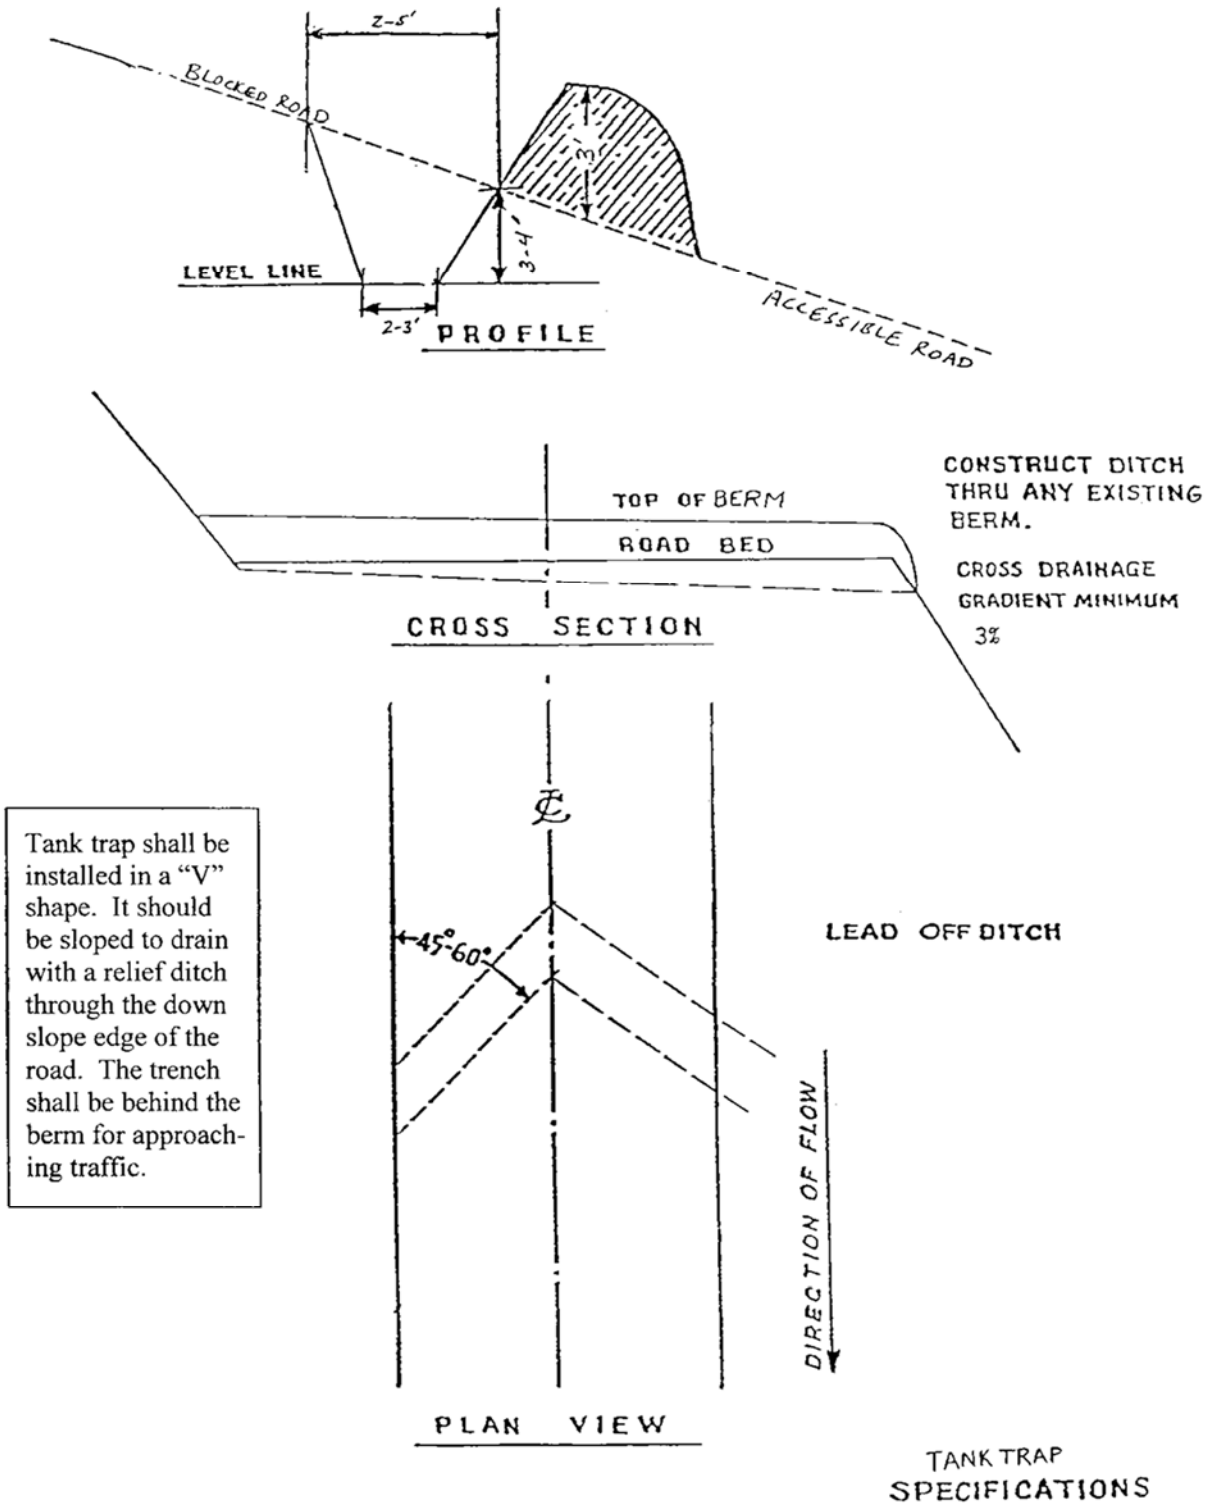 2-5'
BLOCKED ROAD
3
3-4'
LEVEL LINE
2-3'
PROFILE
ACCESSIBLE ROAD
CONSTRUCT DITCH
THRU ANY EXISTING
BERM.
TOP OF BERM
ROAD BED
CROSS DRAINAGE
GRADIENT MINIMUM
3%
CROSS SECTION
CL
Tank trap shall be
installed in a “V”
shape. It should
be sloped to drain
with a relief ditch
through the down
slope edge of the
road. The trench
shall be behind the
berm for approach-
ing traffic.
45°-60°
LEAD OFF DITCH
DIRECTION OF FLOW
PLAN VIEW
TANK TRAP
SPECIFICATIONS